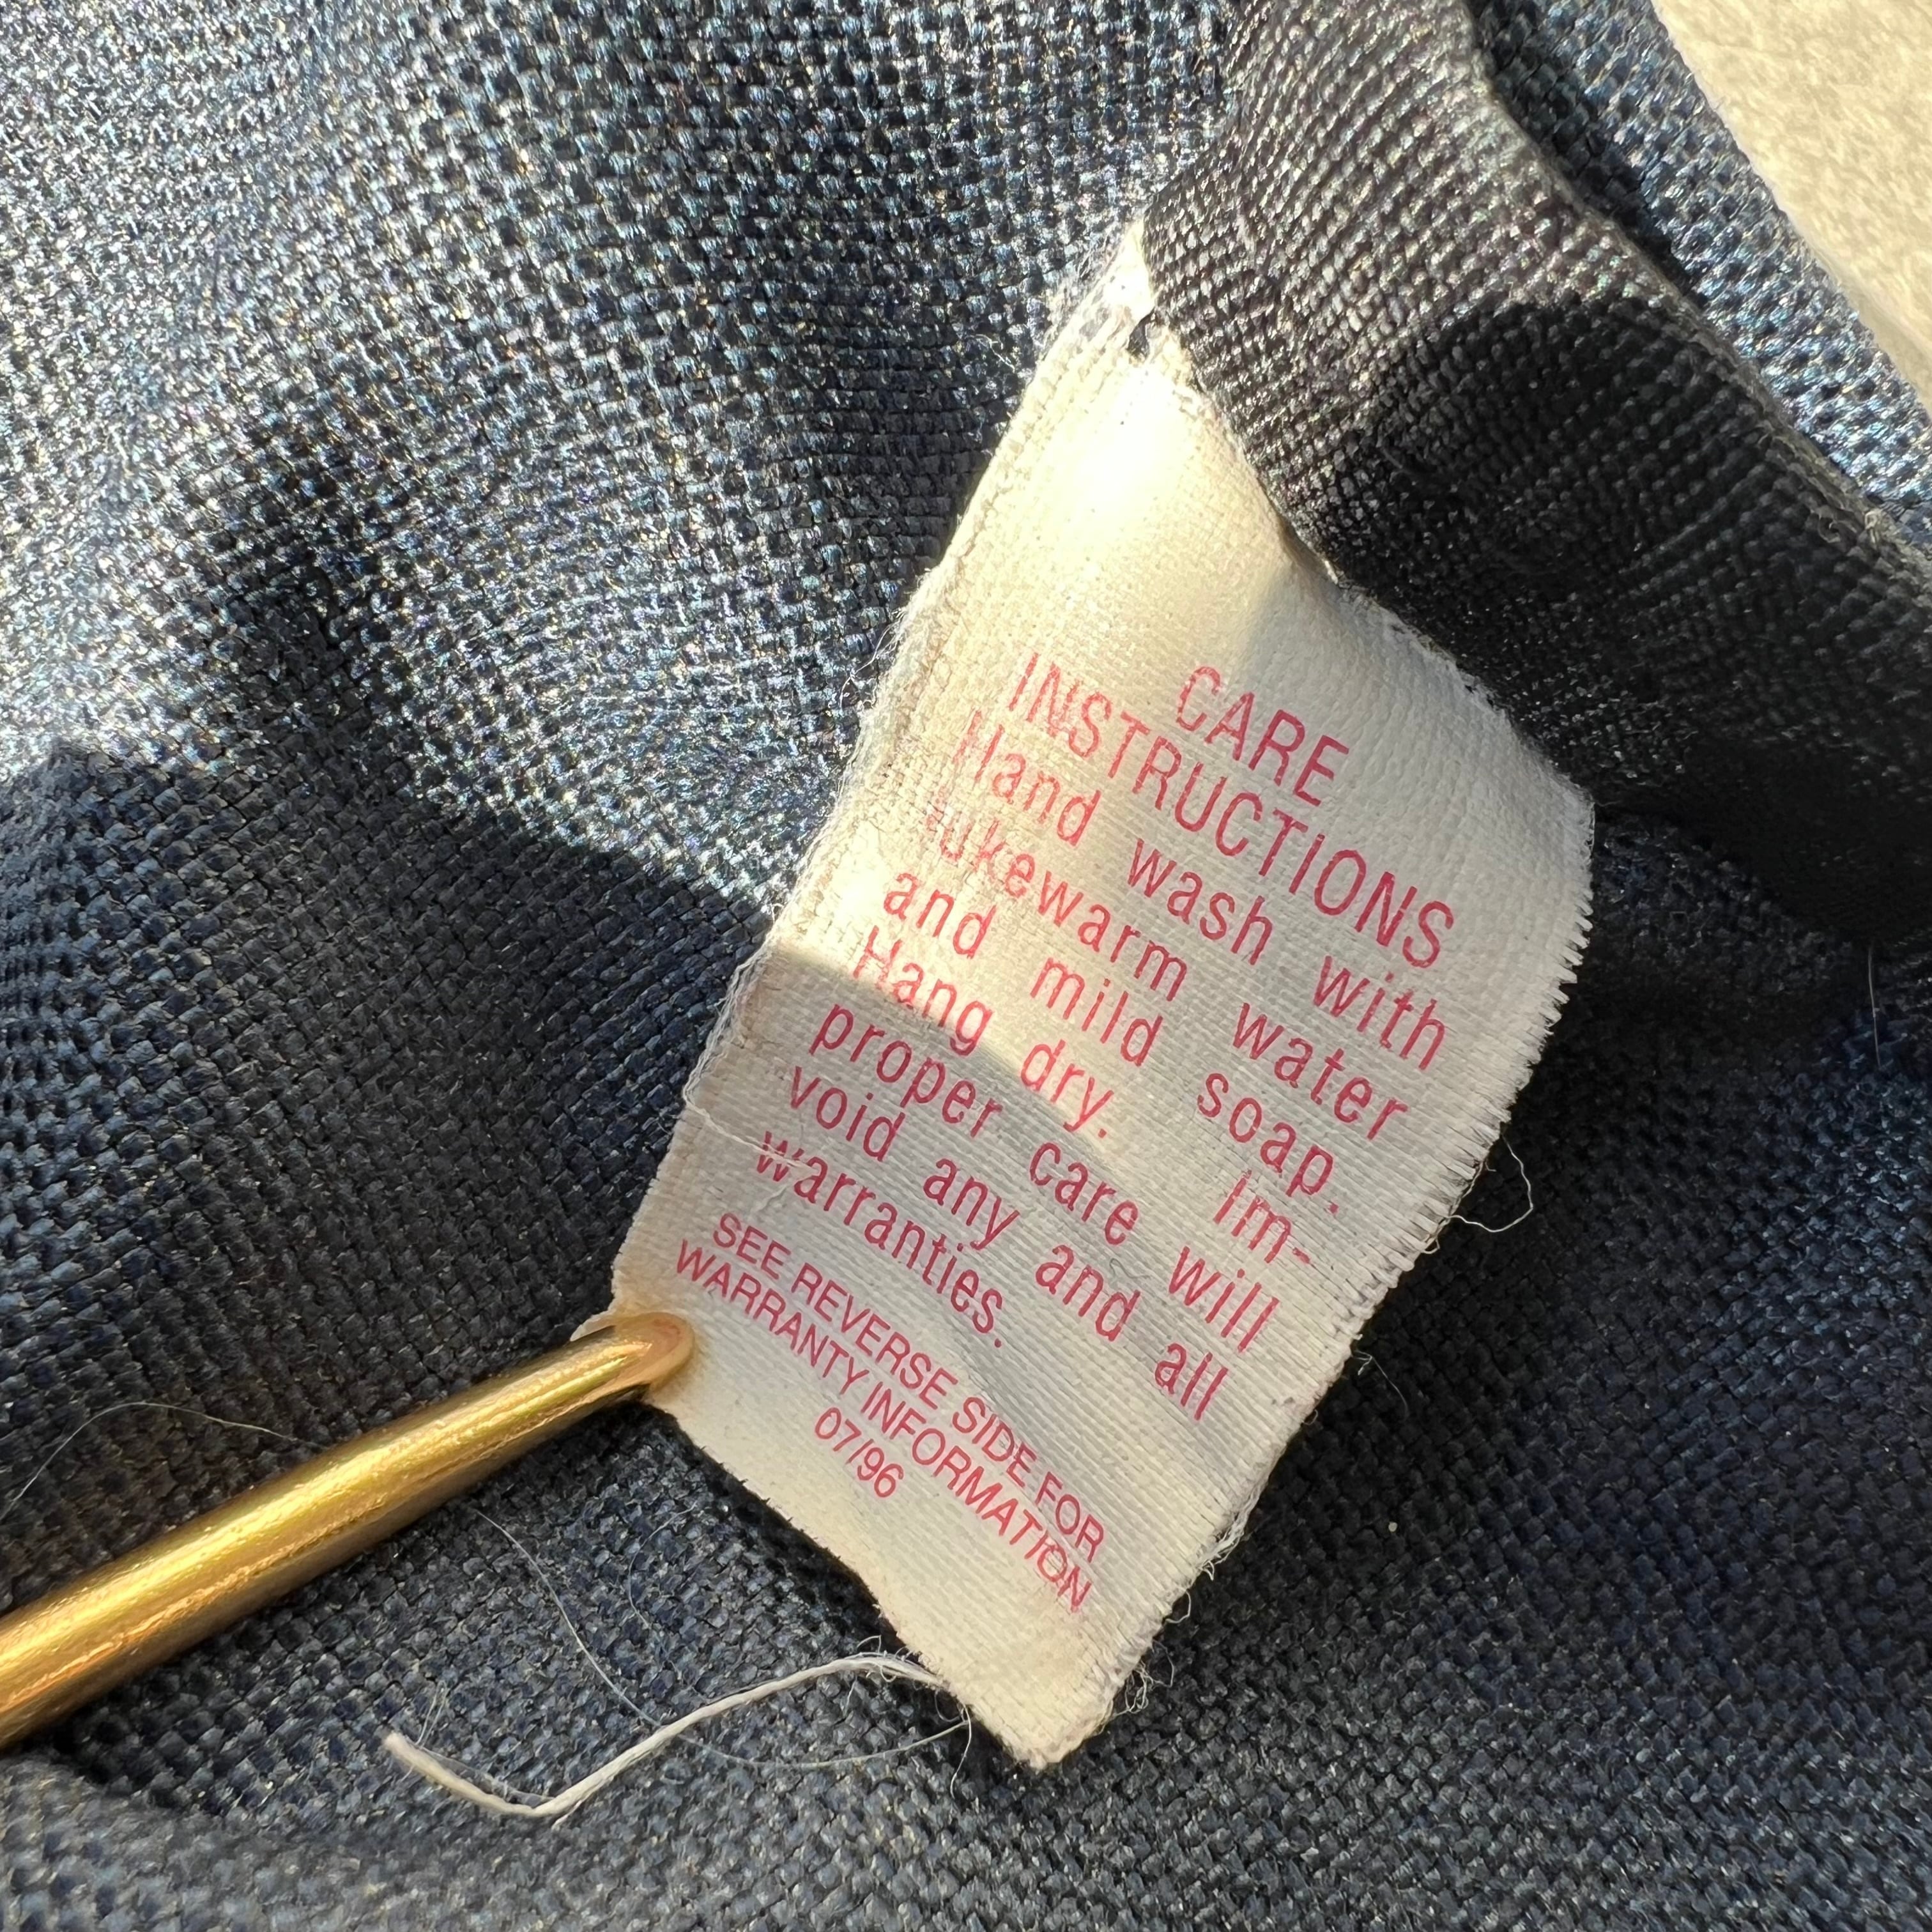 CARE
INSTRUCTIONS
Hand wash with
lukewarm water
and mild soap.
Hang dry. Im-
proper care will
void any and all
warranties.
SEE REVERSE SIDE FOR
WARRANTY INFORMATION
07/96